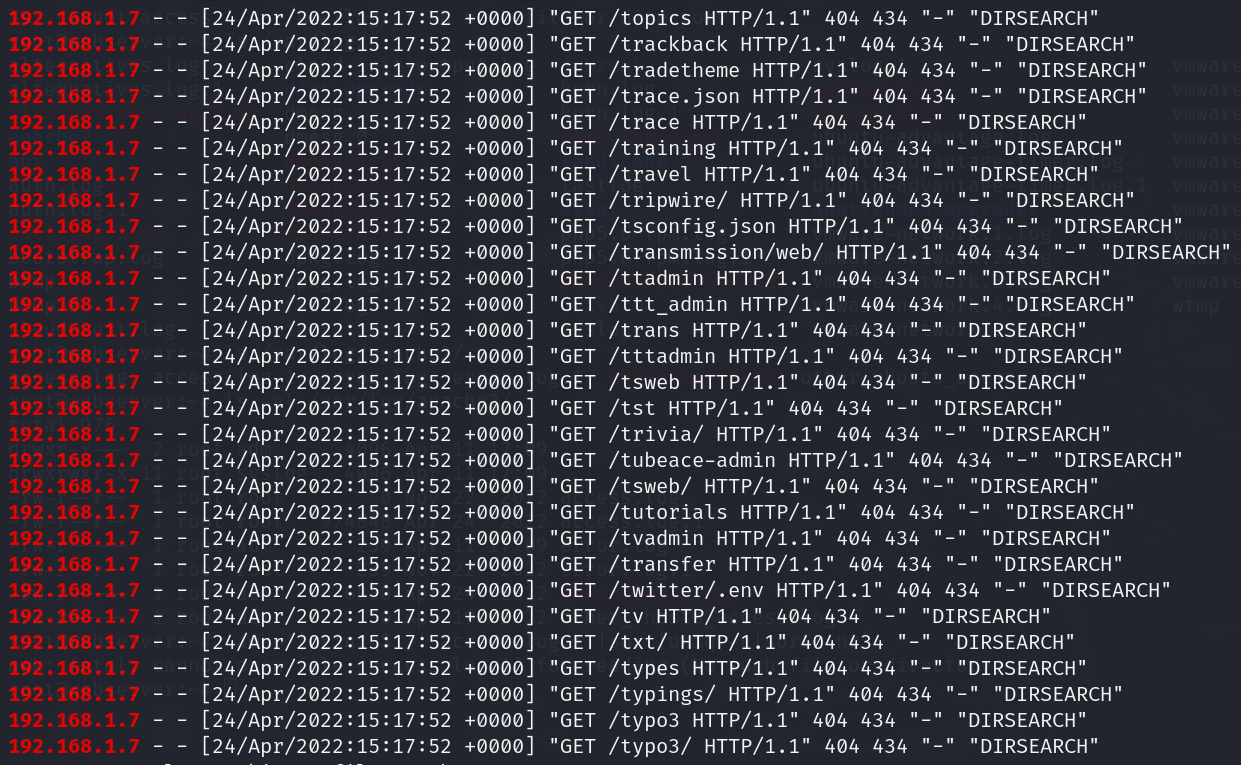 192.168.1.7 - - [24/Apr/2022:15:17:52 +0000] "GET /topics HTTP/1.1" 404 434 "-" "DIRSEARCH"
192.168.1.7 - - [24/Apr/2022:15:17:52 +0000] "GET /trackback HTTP/1.1" 404 434 "-" "DIRSEARCH"
192.168.1.7 - - [24/Apr/2022:15:17:52 +0000] "GET /tradetheme HTTP/1.1" 404 434 "-" "DIRSEARCH"
192.168.1.7 - - [24/Apr/2022:15:17:52 +0000] "GET /trace.json HTTP/1.1" 404 434 "-" "DIRSEARCH"
192.168.1.7 - - [24/Apr/2022:15:17:52 +0000] "GET /trace HTTP/1.1" 404 434 "-" "DIRSEARCH"
192.168.1.7 - - [24/Apr/2022:15:17:52 +0000] "GET /training HTTP/1.1" 404 434 "-" "DIRSEARCH"
192.168.1.7 - - [24/Apr/2022:15:17:52 +0000] "GET /travel HTTP/1.1" 404 434 "-" "DIRSEARCH"
192.168.1.7 - - [24/Apr/2022:15:17:52 +0000] "GET /tripwire/ HTTP/1.1" 404 434 "-" "DIRSEARCH"
192.168.1.7 - - [24/Apr/2022:15:17:52 +0000] "GET /tsconfig.json HTTP/1.1" 404 434 "-" "DIRSEARCH"
192.168.1.7 - - [24/Apr/2022:15:17:52 +0000] "GET /transmission/web/ HTTP/1.1" 404 434 "-" "DIRSEARCH"
192.168.1.7 - - [24/Apr/2022:15:17:52 +0000] "GET /ttadmin HTTP/1.1" 404 434 "-" "DIRSEARCH"
192.168.1.7 - - [24/Apr/2022:15:17:52 +0000] "GET /ttt_admin HTTP/1.1" 404 434 "-" "DIRSEARCH"
192.168.1.7 - - [24/Apr/2022:15:17:52 +0000] "GET /trans HTTP/1.1" 404 434 "-" "DIRSEARCH"
192.168.1.7 - - [24/Apr/2022:15:17:52 +0000] "GET /tttadmin HTTP/1.1" 404 434 "-" "DIRSEARCH"
192.168.1.7 - - [24/Apr/2022:15:17:52 +0000] "GET /tsweb HTTP/1.1" 404 434 "-" "DIRSEARCH"
192.168.1.7 - - [24/Apr/2022:15:17:52 +0000] "GET /tst HTTP/1.1" 404 434 "-" "DIRSEARCH"
192.168.1.7 - - [24/Apr/2022:15:17:52 +0000] "GET /trivia/ HTTP/1.1" 404 434 "-" "DIRSEARCH"
192.168.1.7 - - [24/Apr/2022:15:17:52 +0000] "GET /tubeace-admin HTTP/1.1" 404 434 "-" "DIRSEARCH"
192.168.1.7 - - [24/Apr/2022:15:17:52 +0000] "GET /tsweb/ HTTP/1.1" 404 434 "-" "DIRSEARCH"
192.168.1.7 - - [24/Apr/2022:15:17:52 +0000] "GET /tutorials HTTP/1.1" 404 434 "-" "DIRSEARCH"
192.168.1.7 - - [24/Apr/2022:15:17:52 +0000] "GET /tvadmin HTTP/1.1" 404 434 "-" "DIRSEARCH"
192.168.1.7 - - [24/Apr/2022:15:17:52 +0000] "GET /transfer HTTP/1.1" 404 434 "-" "DIRSEARCH"
192.168.1.7 - - [24/Apr/2022:15:17:52 +0000] "GET /twitter/.env HTTP/1.1" 404 434 "-" "DIRSEARCH"
192.168.1.7 - - [24/Apr/2022:15:17:52 +0000] "GET /tv HTTP/1.1" 404 434 "-" "DIRSEARCH"
192.168.1.7 - - [24/Apr/2022:15:17:52 +0000] "GET /txt/ HTTP/1.1" 404 434 "-" "DIRSEARCH"
192.168.1.7 - - [24/Apr/2022:15:17:52 +0000] "GET /types HTTP/1.1" 404 434 "-" "DIRSEARCH"
192.168.1.7 - - [24/Apr/2022:15:17:52 +0000] "GET /typings/ HTTP/1.1" 404 434 "-" "DIRSEARCH"
192.168.1.7 - - [24/Apr/2022:15:17:52 +0000] "GET /typo3 HTTP/1.1" 404 434 "-" "DIRSEARCH"
192.168.1.7 - - [24/Apr/2022:15:17:52 +0000] "GET /typo3/ HTTP/1.1" 404 434 "-" "DIRSEARCH"